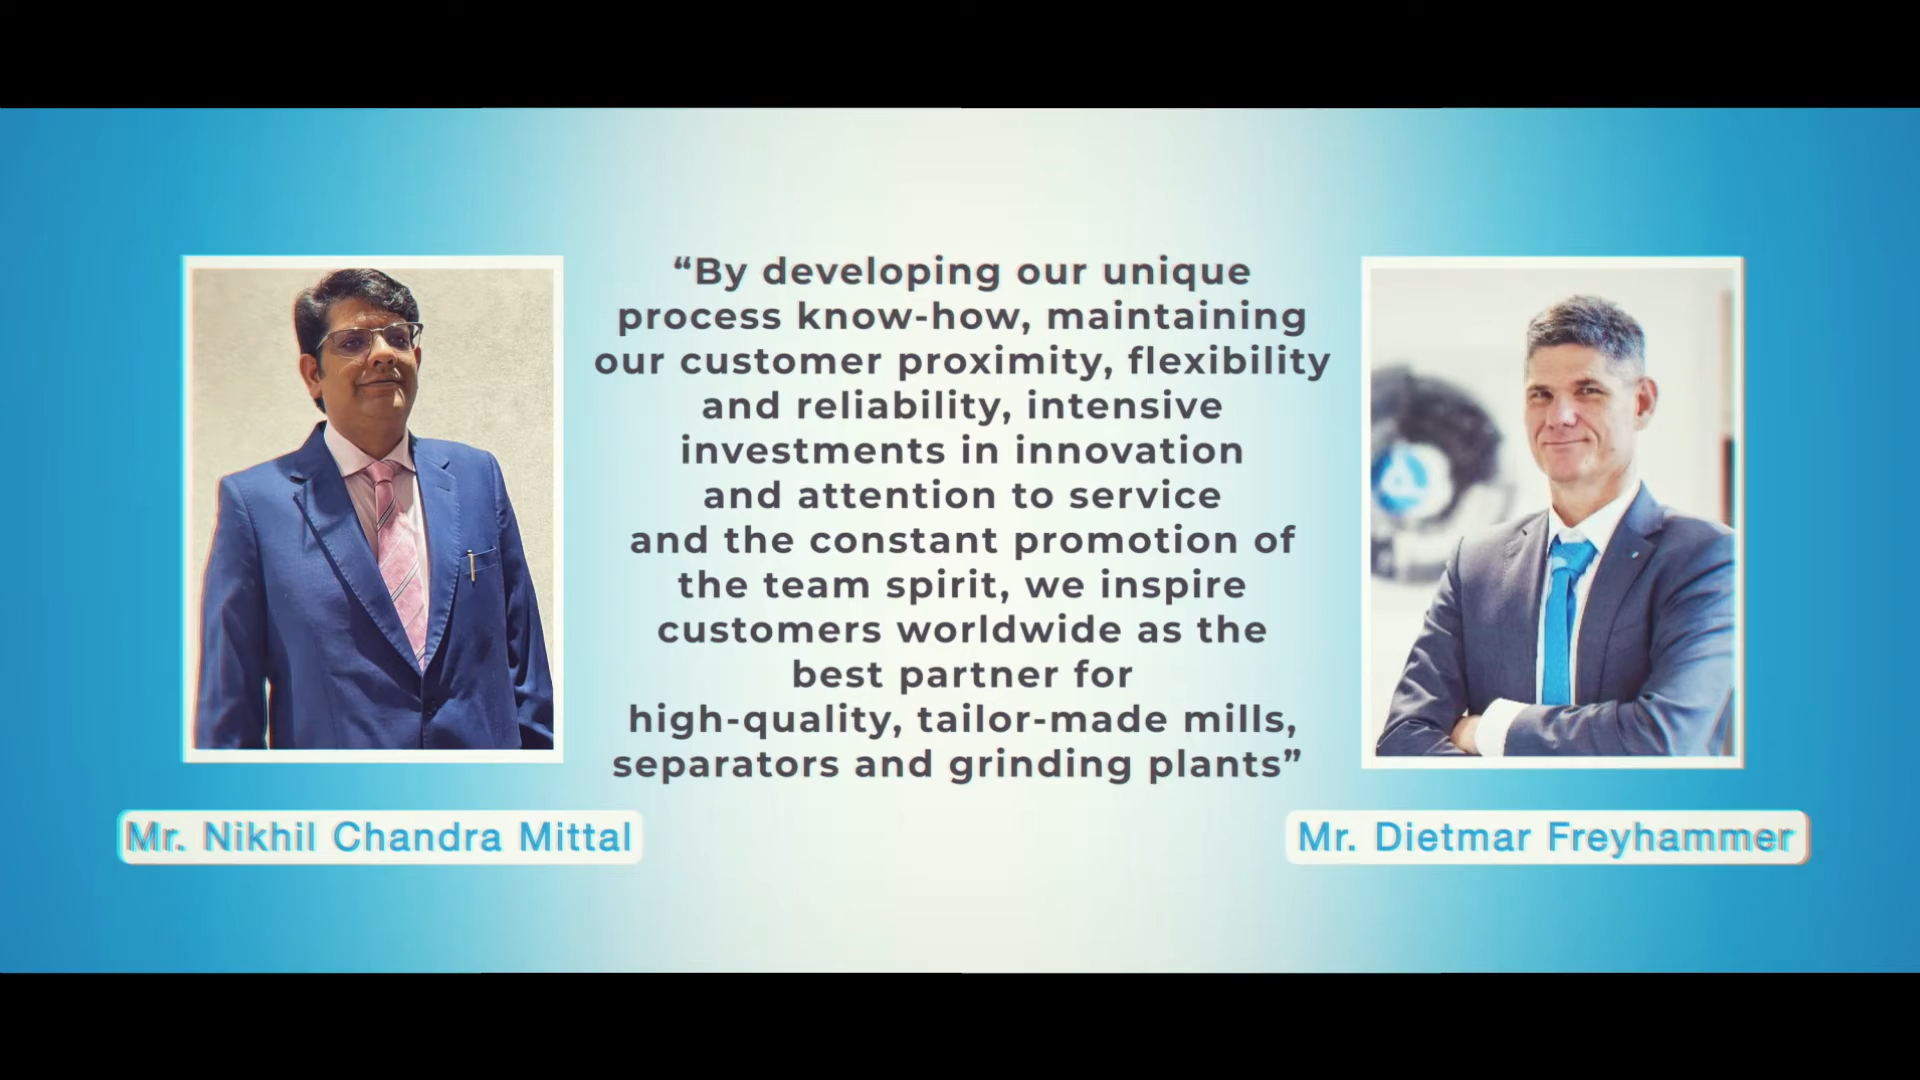 “By developing our unique
process know-how, maintaining
our customer proximity, flexibility
and reliability, intensive
investments in innovation
and attention to service
and the constant promotion of
the team spirit, we inspire
customers worldwide as the
best partner for
high-quality, tailor-made mills,
separators and grinding plants”
Mr. Nikhil Chandra Mittal
Mr. Dietmar Freyhammer